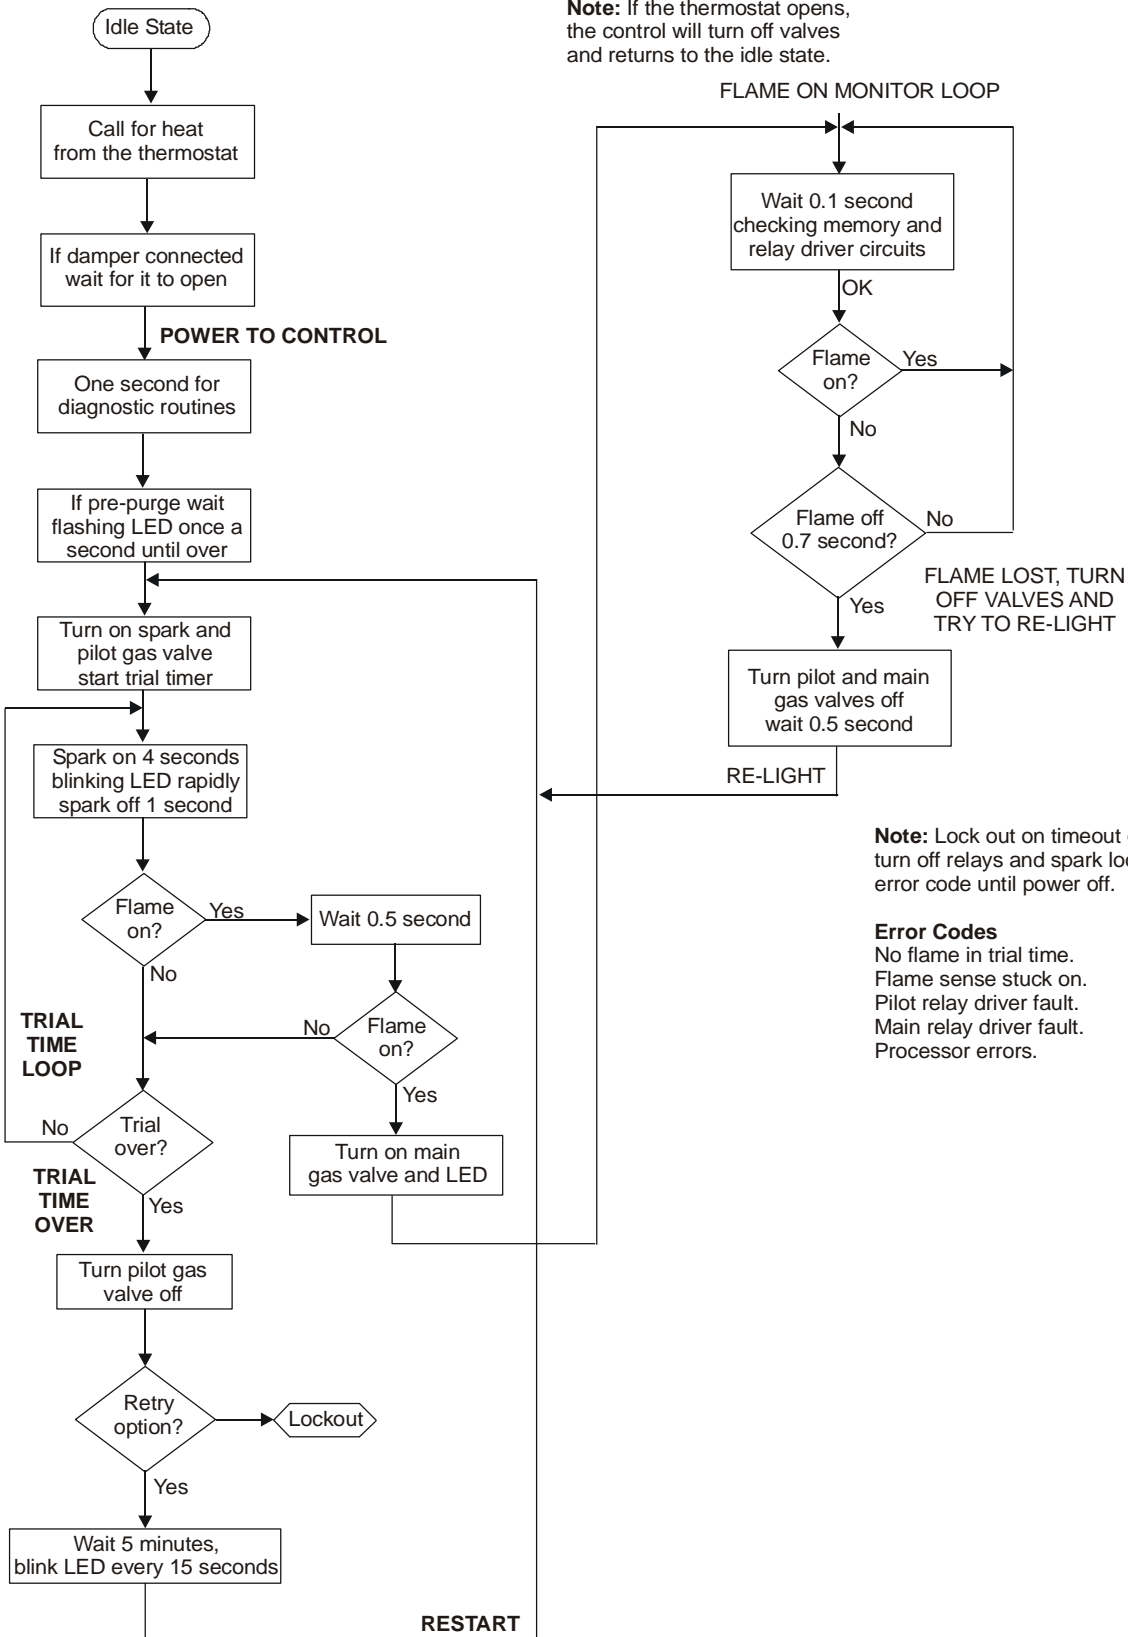 Idle State
Call for heat
from the thermostat
If damper connected
wait for it to open
POWER TO CONTROL
One second for
diagnostic routines
If pre-purge wait
flashing LED once a
second until over
Turn on spark and
pilot gas valve
start trial timer
Spark on 4 seconds
blinking LED rapidly
spark off 1 second
Flame
on?
Yes
No
Wait 0.5 second
Flame
on?
No
Yes
TRIAL
TIME
LOOP
Trial
over?
No
Yes
TRIAL
TIME
OVER
Turn on main
gas valve and LED
Turn pilot gas
valve off
Retry
option?
Lockout
Yes
Wait 5 minutes,
blink LED every 15 seconds
RESTART
Note: If the thermostat opens,
the control will turn off valves
and returns to the idle state.
FLAME ON MONITOR LOOP
Wait 0.1 second
checking memory and
relay driver circuits
OK
Flame
on?
Yes
No
Flame off
0.7 second?
No
Yes
FLAME LOST, TURN
OFF VALVES AND
TRY TO RE-LIGHT
Turn pilot and main
gas valves off
wait 0.5 second
RE-LIGHT
Note: Lock out on timeout
turn off relays and spark
error code until power off.
Error Codes
No flame in trial time.
Flame sense stuck on.
Pilot relay driver fault.
Main relay driver fault.
Processor errors.